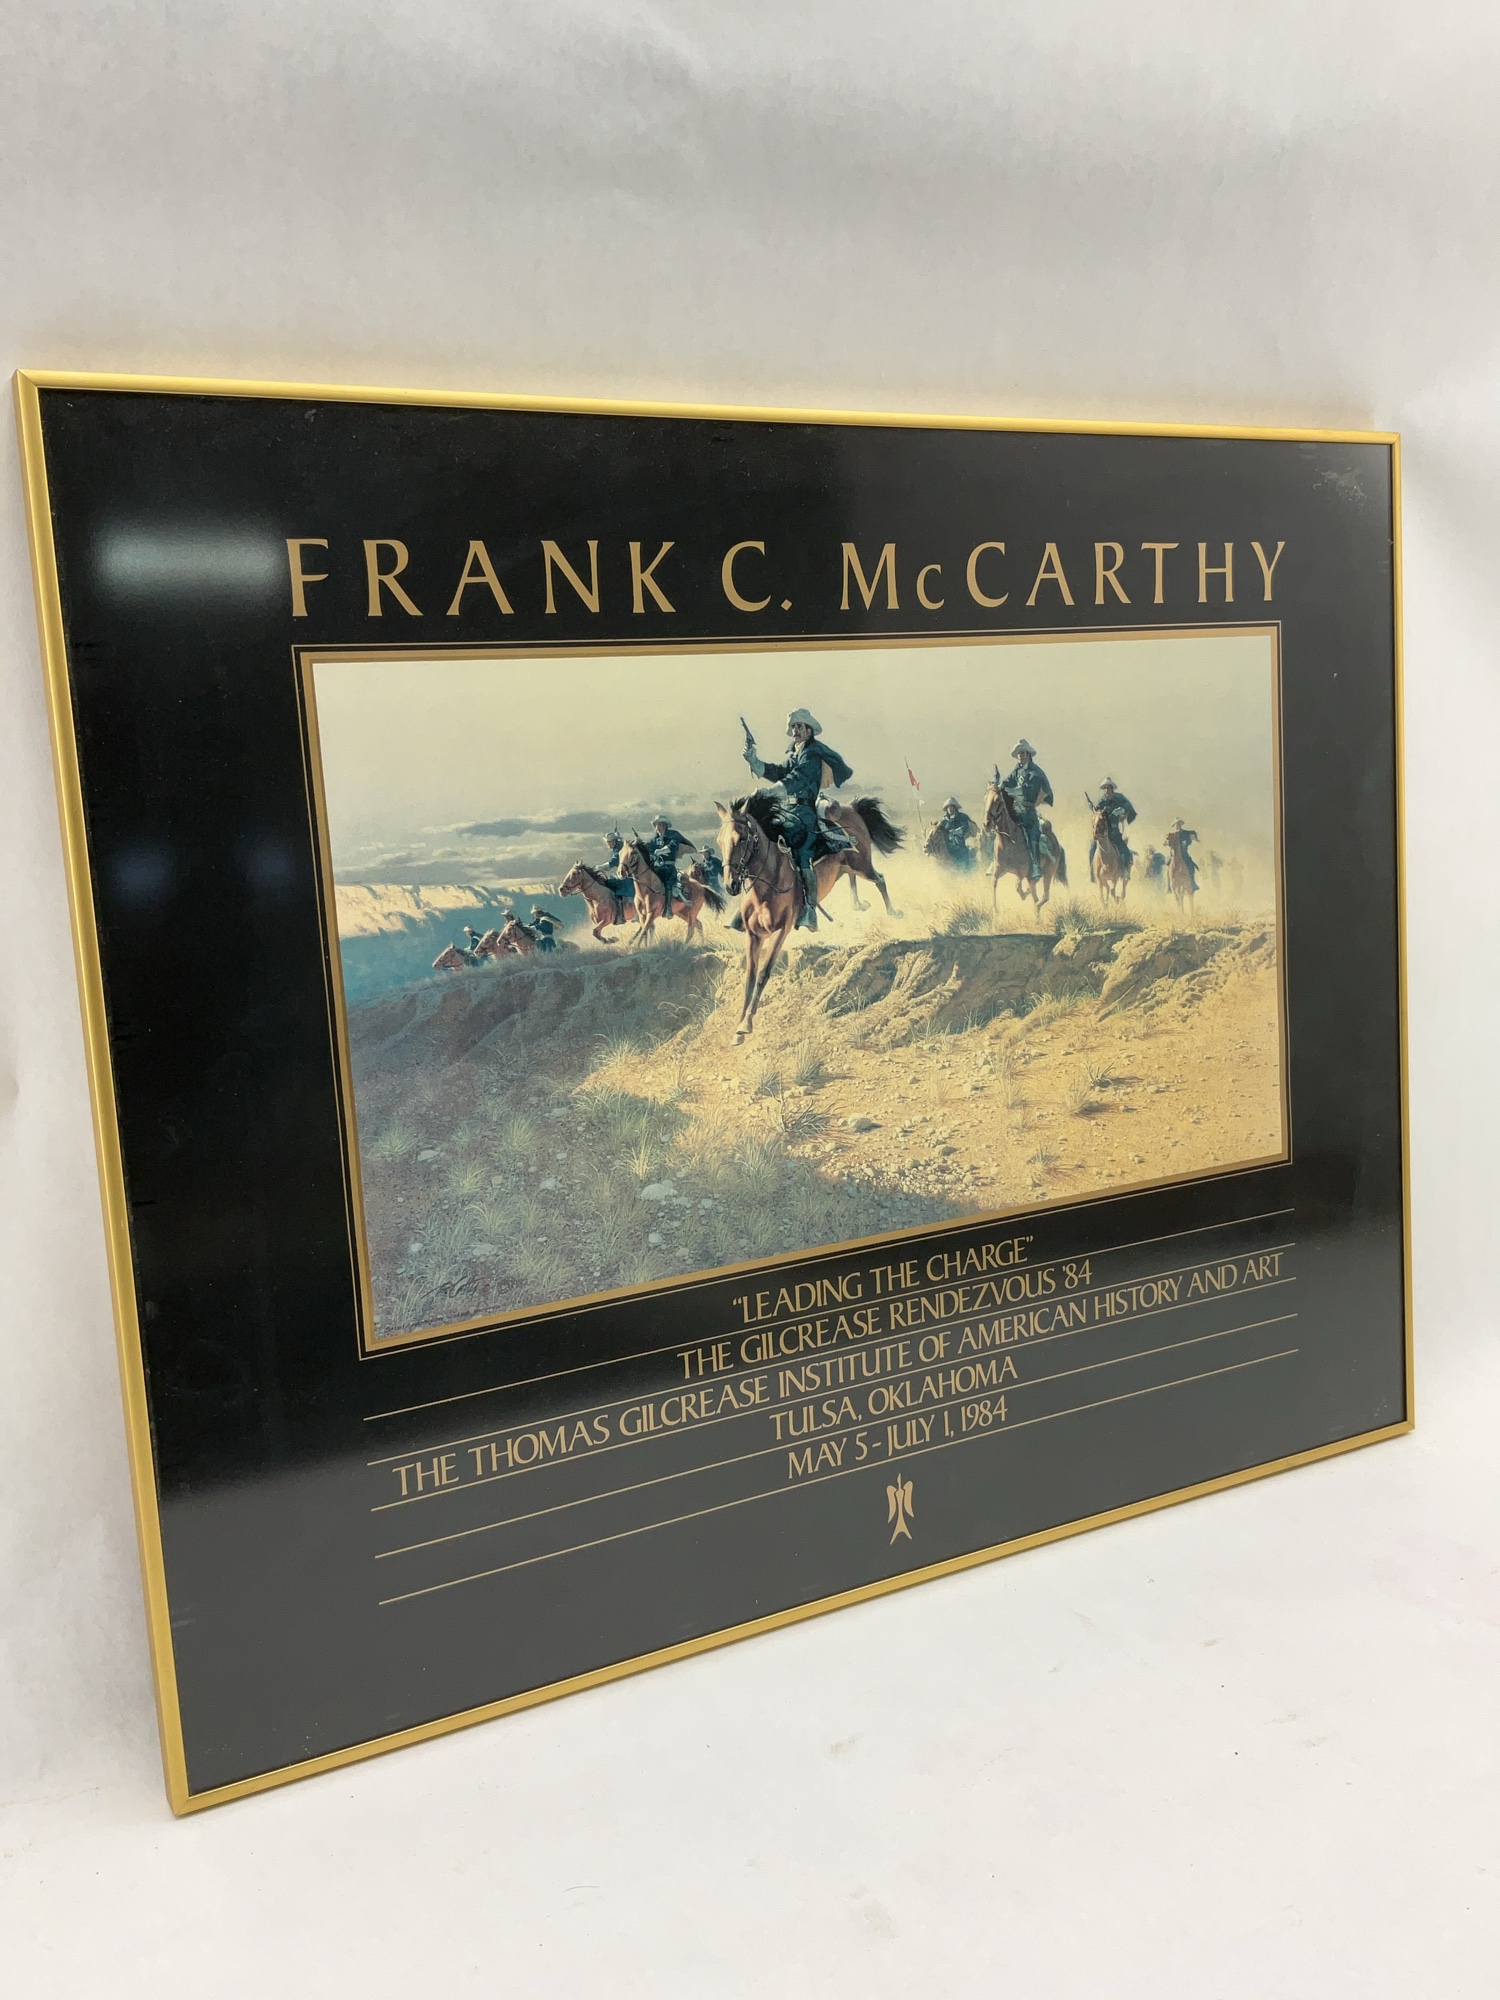 FRANK C. McCARTHY
"LEADING THE CHARGE"
THE GILCREASE RENDEZVOUS '84
THE THOMAS GILCREASE INSTITUTE OF AMERICAN HISTORY AND ART
TULSA, OKLAHOMA
MAY 5 - JULY 1, 1984